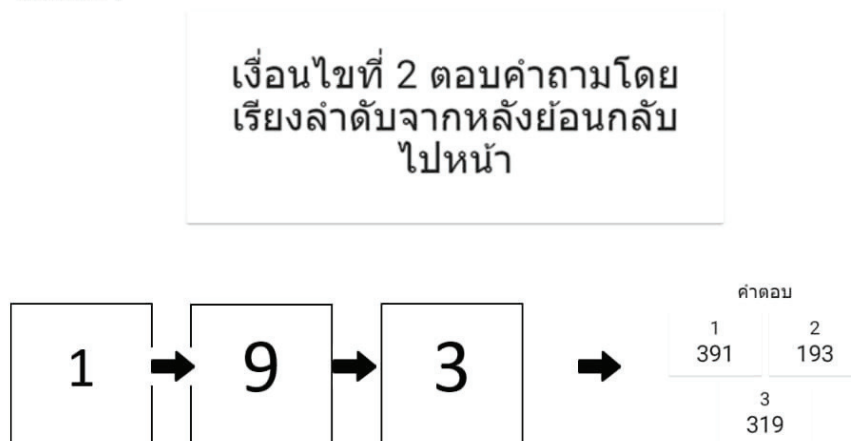 เงื่อนไขที่ 2 ตอบคำถามโดย
เรียงลำดับจากหลังย้อนกลับ
ไปหน้า
คำตอบ
1 9 3
1 2
391 193
3
319